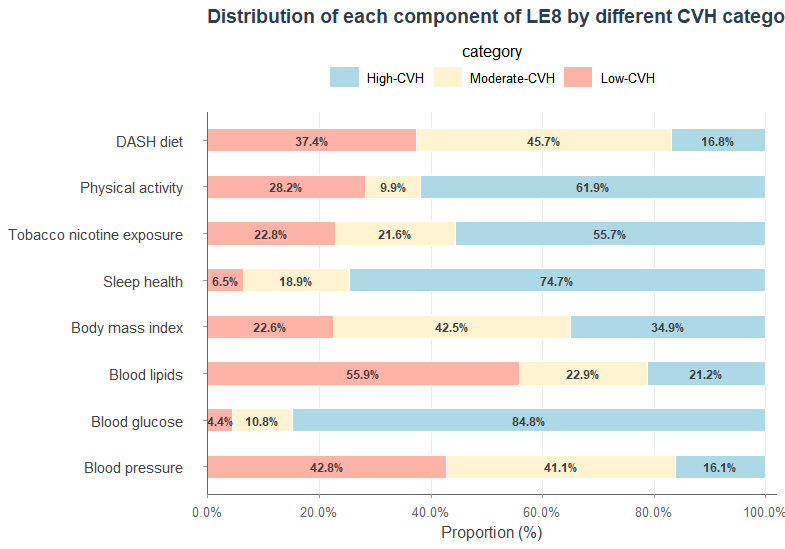 Distribution of each component of LE8 by different CVH catego
category
High-CVH Moderate-CVH Low-CVH
DASH diet 37.4% 45.7% 16.8%
Physical activity 28.2% 9.9% 61.9%
Tobacco nicotine exposure 22.8% 21.6% 55.7%
Sleep health 6.5% 18.9% 74.7%
Body mass index 22.6% 42.5% 34.9%
Blood lipids 55.9% 22.9% 21.2%
Blood glucose 4.4% 10.8% 84.8%
Blood pressure 42.8% 41.1% 16.1%
0.0% 20.0% 40.0% 60.0% 80.0% 100.0%
Proportion (%)